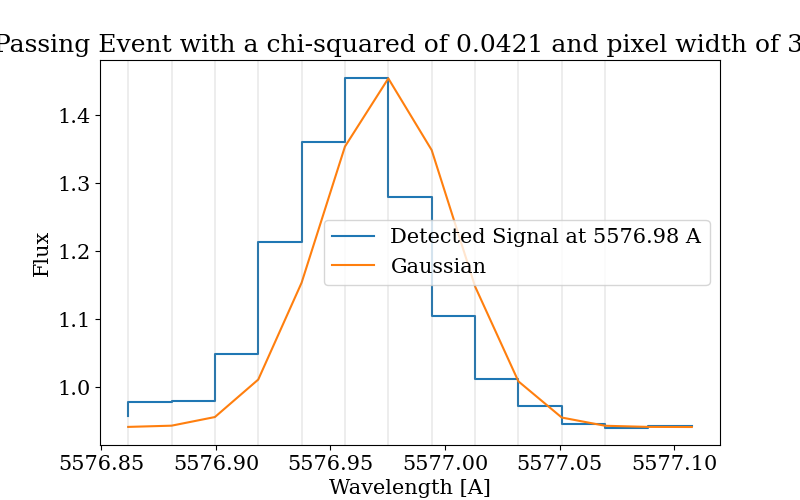 Passing Event with a chi-squared of 0.0421 and pixel width of 3
1.4
1.3
1.2
1.1
1.0
Flux
Detected Signal at 5576.98 A
Gaussian
5576.85 5576.90 5576.95 5577.00 5577.05 5577.10
Wavelength [A]